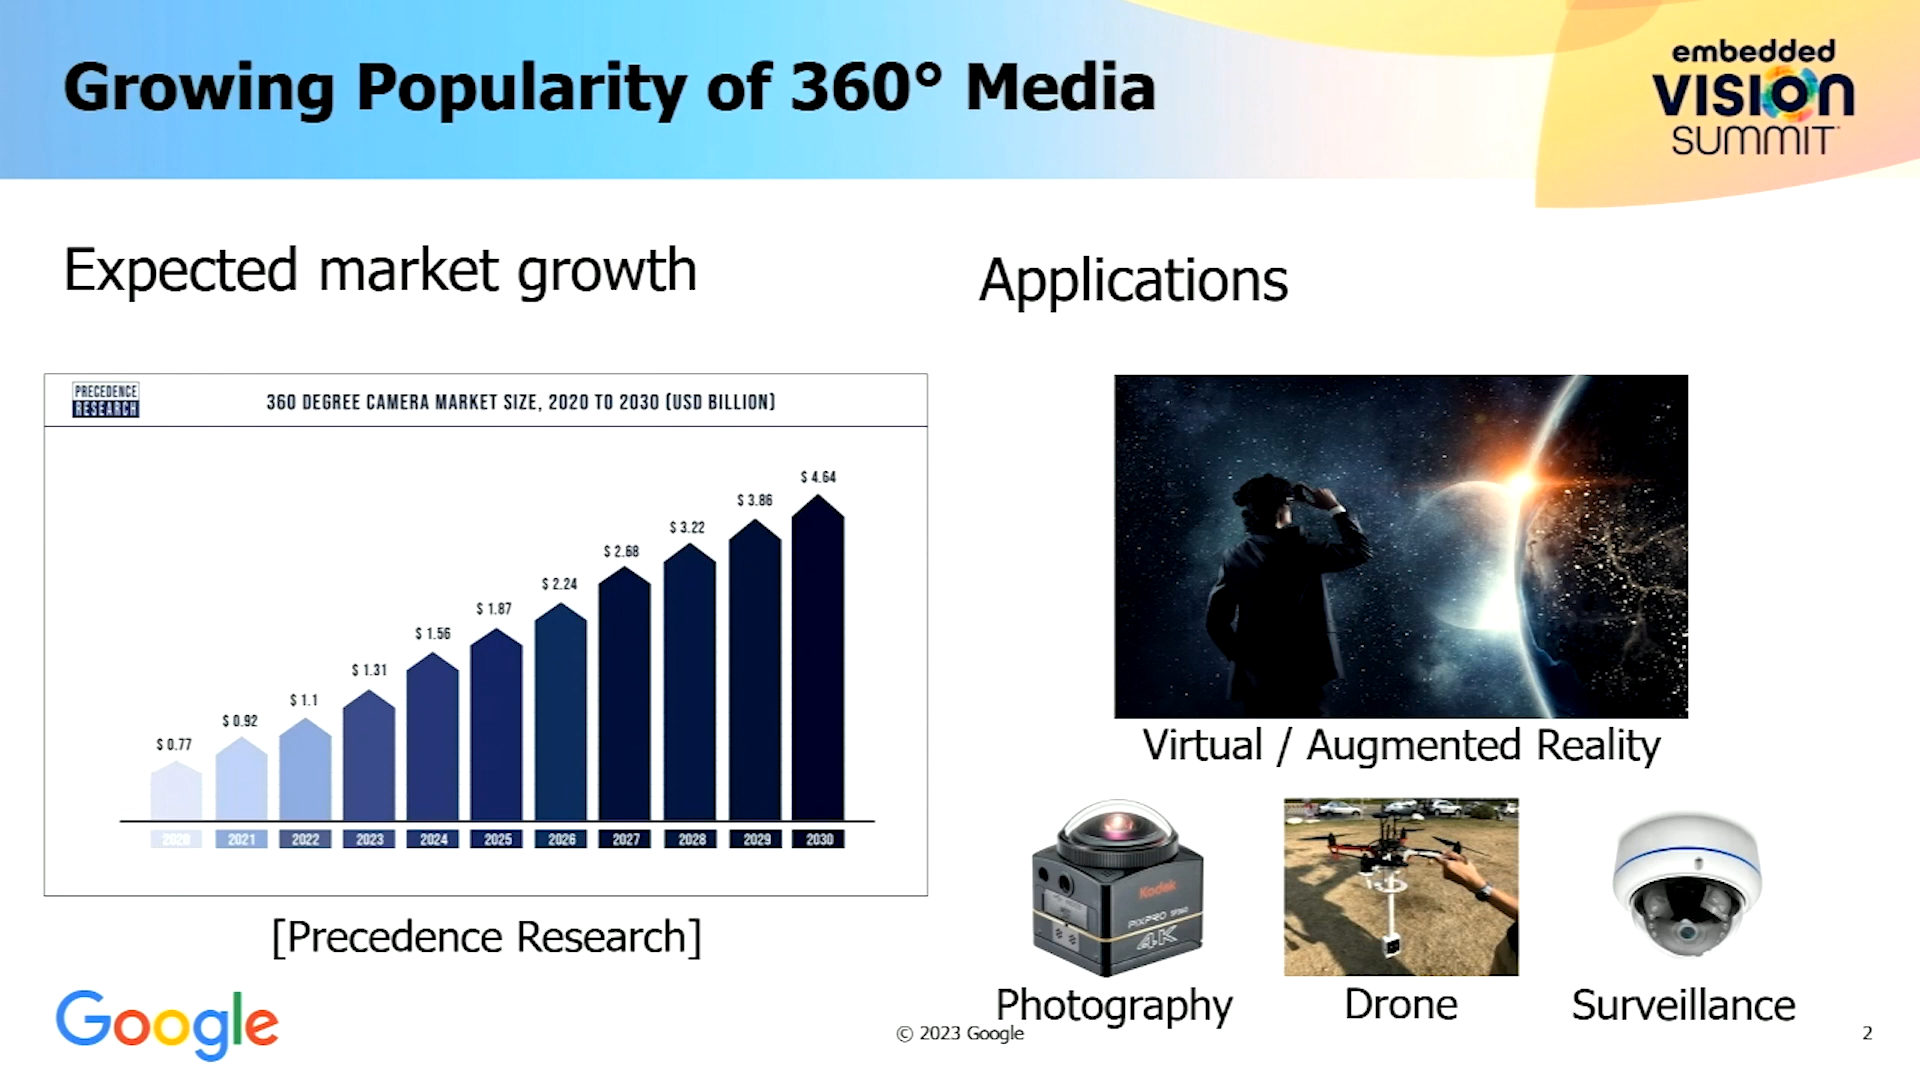 Growing Popularity of 360° Media
embedded
VISION
SUMMIT
Expected market growth
Applications
PRECEDENCE
RESEARCH
360 DEGREE CAMERA MARKET SIZE, 2020 TO 2030 (USD BILLION)
$ 4.64
$ 3.86
$ 3.22
$ 2.68
$ 2.24
$ 1.87
$ 1.56
$ 1.31
$ 1.1
$ 0.92
$ 0.77
2020 2021 2022 2023 2024 2025 2026 2027 2028 2029 2030
[Precedence Research]
Virtual / Augmented Reality
Kodak
PIXPRO SP360
4K
Photography
Drone
Surveillance
Google
© 2023 Google
2